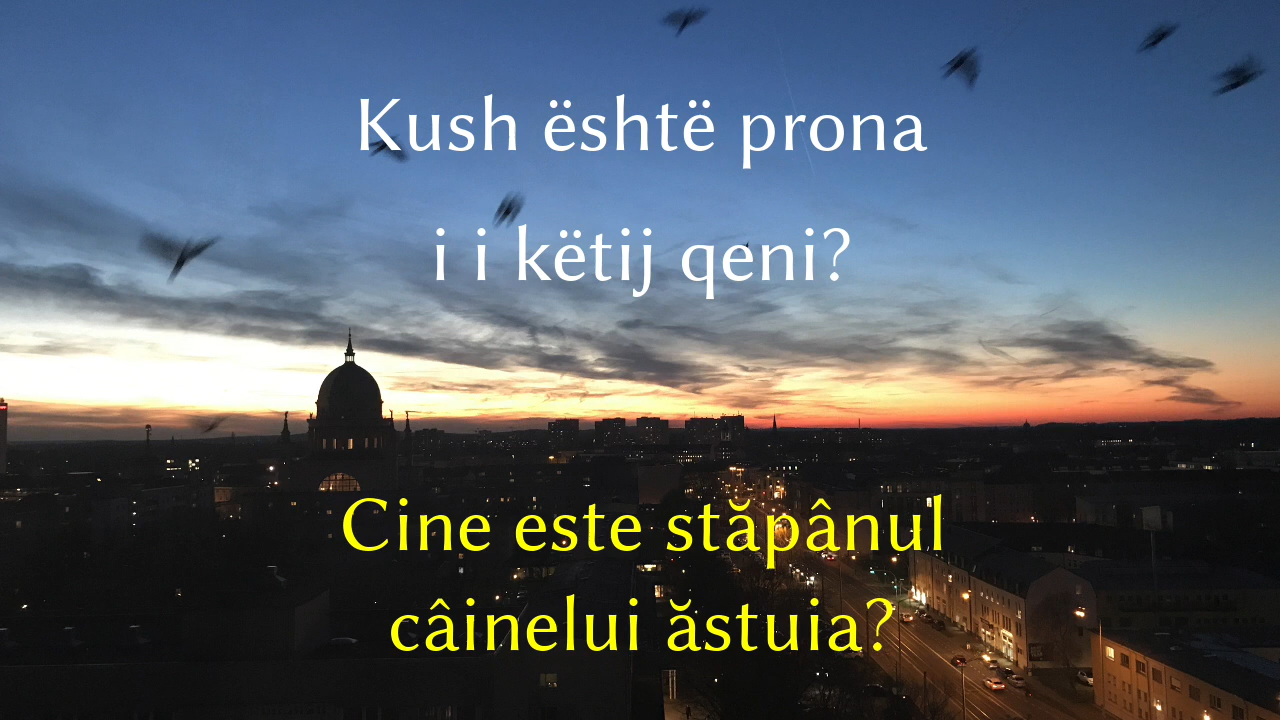 Kush është prona
i i këtij qeni?
Cine este stăpânul
câinelui ăstuia?